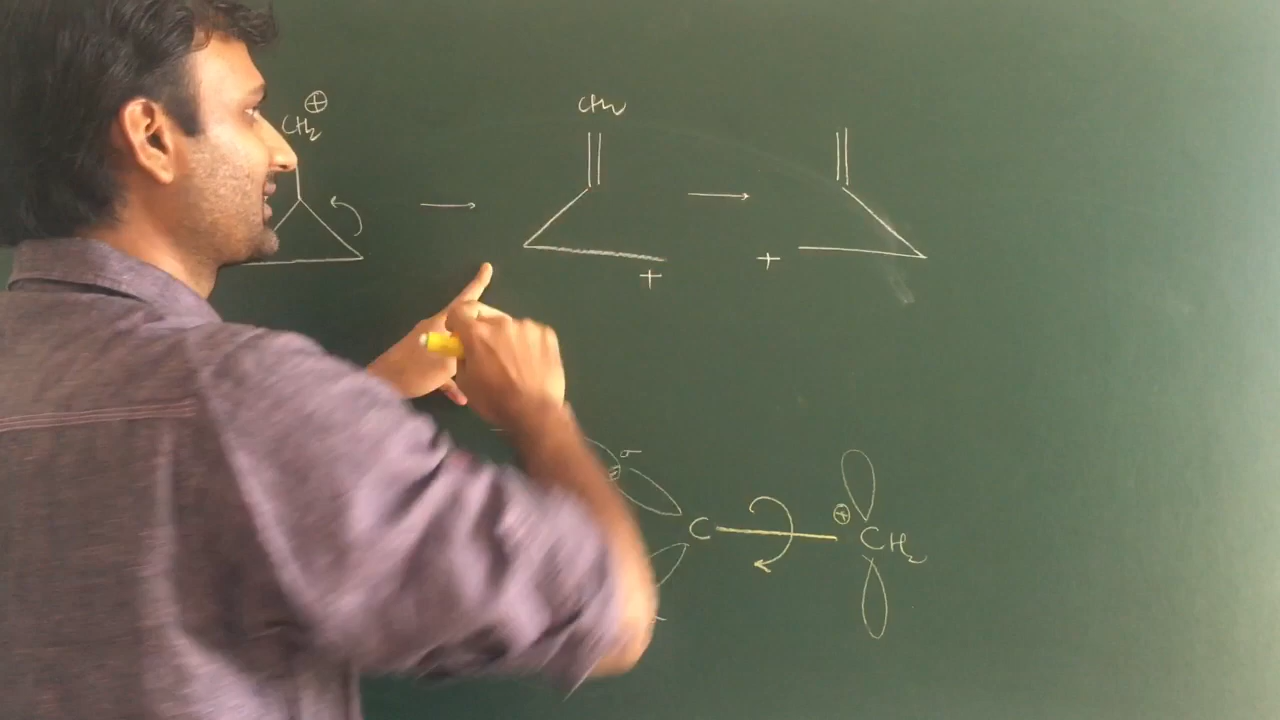 CH₂ ⊕
CH₂
+
+
σ
C
⊕
CH₂